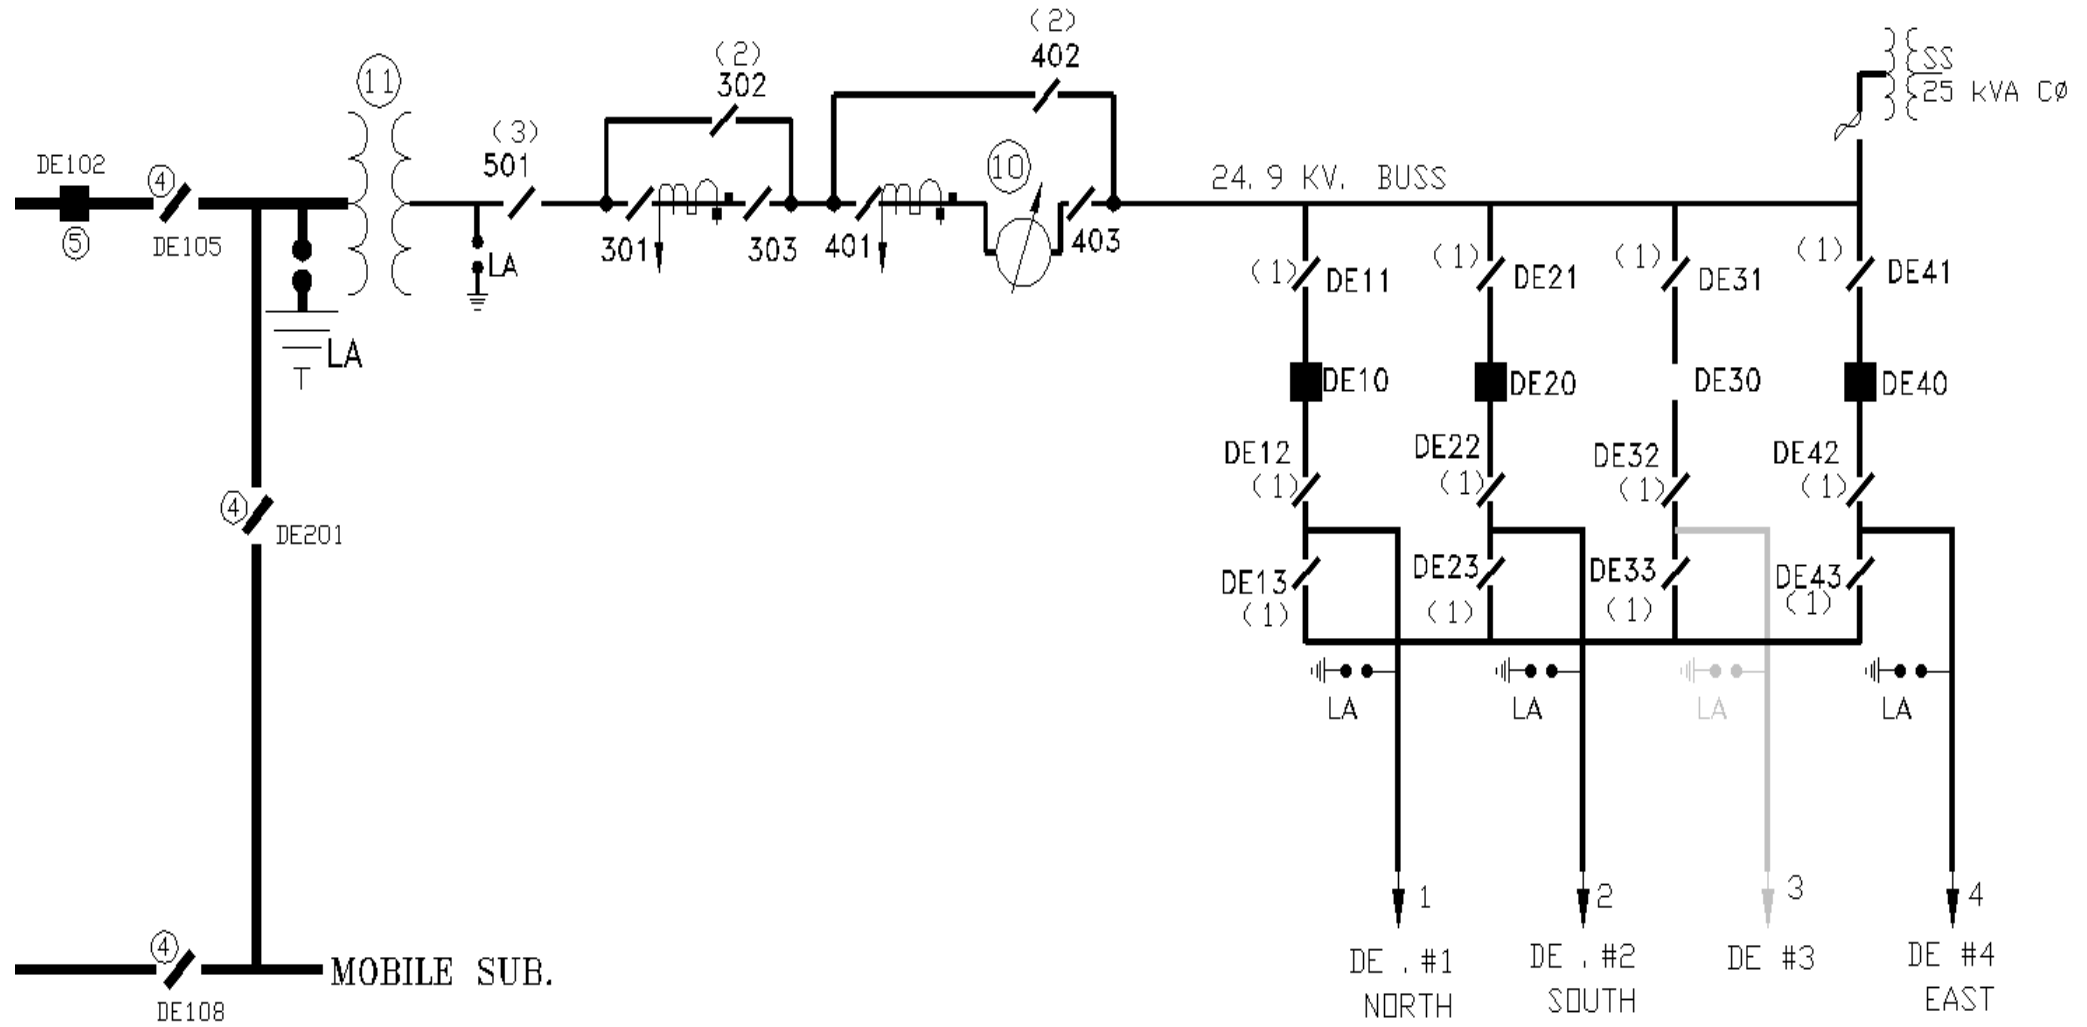 (2)
402
(2)
302
SS
25 kVA CØ
11
(3)
501
10
DE102
4
5
DE105
24.9 KV. BUSS
301
303
401
403
LA
LA
T
(1)
DE11
(1)
DE21
(1)
DE31
(1)
DE41
DE10
DE20
DE30
DE40
DE12
(1)
DE22
(1)
DE32
(1)
DE42
(1)
4
DE201
DE13
(1)
DE23
(1)
DE33
(1)
DE43
(1)
LA
LA
LA
LA
1
2
3
4
DE . #1
NORTH
DE . #2
SOUTH
DE #3
DE #4
EAST
4
MOBILE SUB.
DE108